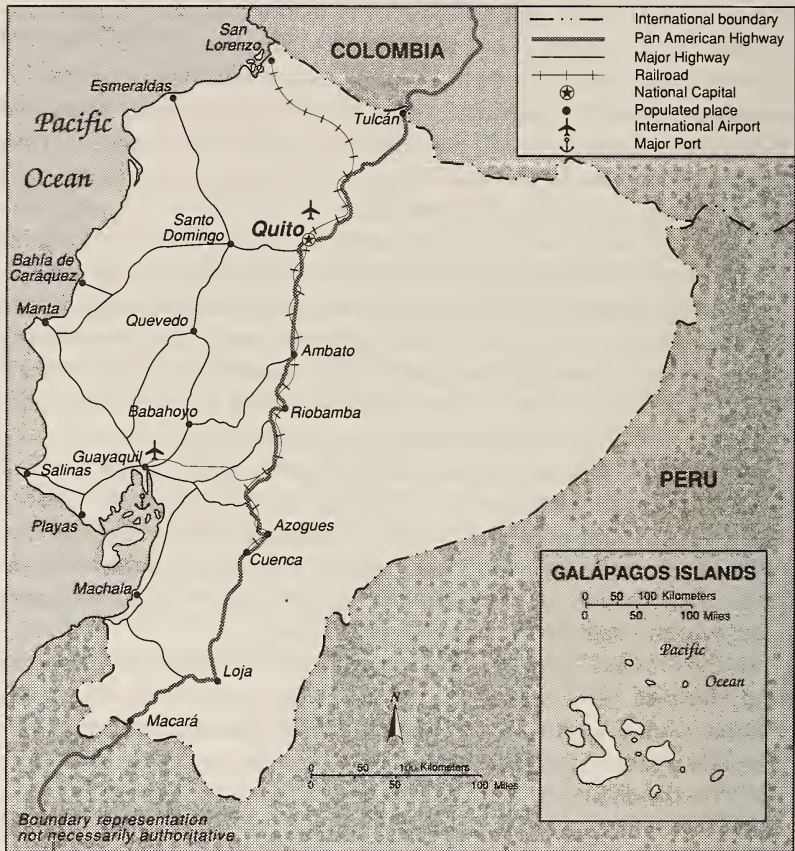 International boundary
Pan American Highway
Major Highway
Railroad
National Capital
Populated place
International Airport
Major Port
San
Lorenzo
COLOMBIA
Esmeraldas
Tulcán
Pacific
Ocean
Santo
Domingo
Quito
Bahía de
Caráquez
Manta
Quevedo
Ambato
Babahoyo
Riobamba
Guayaquil
Salinas
PERU
Playas
Azogues
Cuenca
Machala
Loja
Macará
GALÁPAGOS ISLANDS
0 50 100 Kilometers
0 50 100 Miles
Pacific
Ocean
N
0 50 100 Kilometers
0 50 100 Miles
Boundary representation
not necessarily authoritative